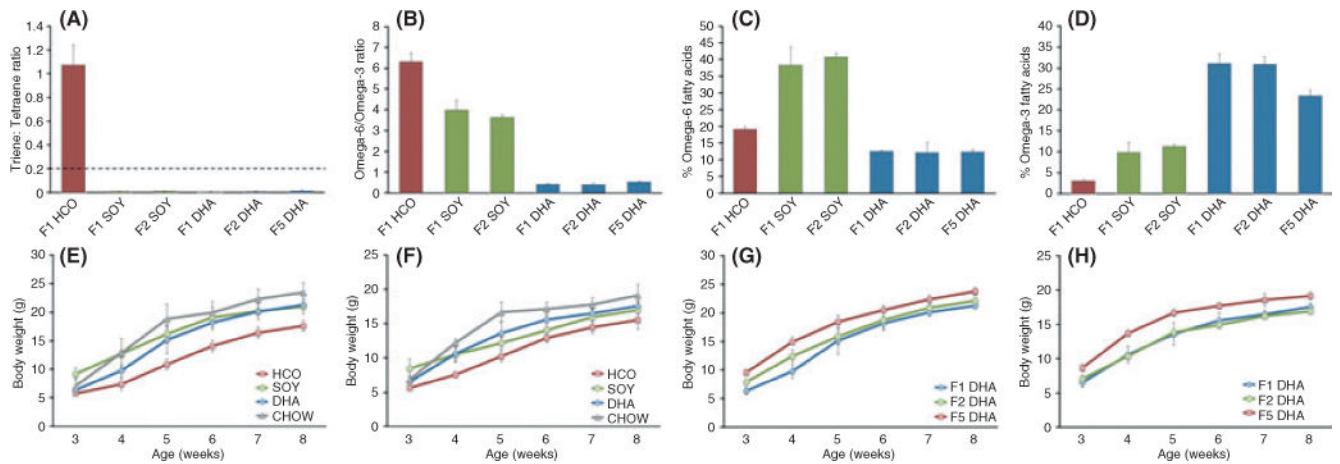 (A)
Triene: Tetraene ratio
1.4
1.2
1
0.8
0.6
0.4
0.2
0
F1 HCO
F1 SOY
F2 SOY
F1 DHA
F2 DHA
F5 DHA
(B)
Omega-6/Omega-3 ratio
8
7
6
5
4
3
2
1
0
F1 HCO
F1 SOY
F2 SOY
F1 DHA
F2 DHA
F5 DHA
(C)
% Omega-6 fatty acids
50
45
40
35
30
25
20
15
10
5
0
F1 HCO
F1 SOY
F2 SOY
F1 DHA
F2 DHA
F5 DHA
(D)
% Omega-3 fatty acids
40
35
30
25
20
15
10
5
0
F1 HCO
F1 SOY
F2 SOY
F1 DHA
F2 DHA
F5 DHA
(E)
Body weight (g)
30
25
20
15
10
5
0
HCO
SOY
DHA
CHOW
3 4 5 6 7 8
Age (weeks)
(F)
Body weight (g)
25
20
15
10
5
0
HCO
SOY
DHA
CHOW
3 4 5 6 7 8
Age (weeks)
(G)
Body weight (g)
30
25
20
15
10
5
0
F1 DHA
F2 DHA
F5 DHA
3 4 5 6 7 8
Age (weeks)
(H)
Body weight (g)
25
20
15
10
5
0
F1 DHA
F2 DHA
F5 DHA
3 4 5 6 7 8
Age (weeks)